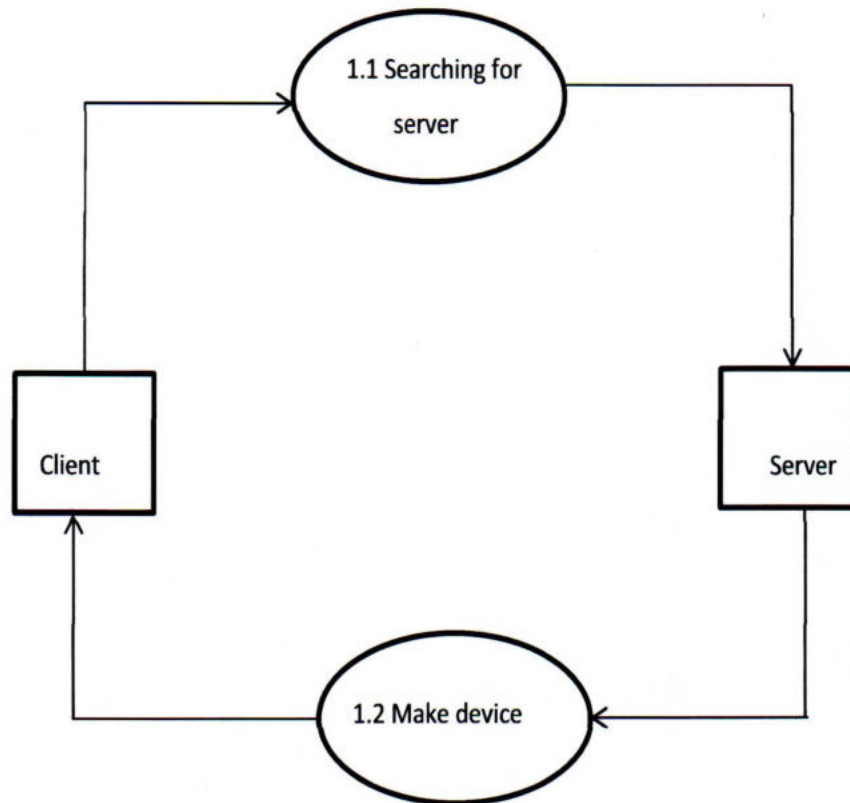 1.1 Searching for
server
Client
Server
1.2 Make device